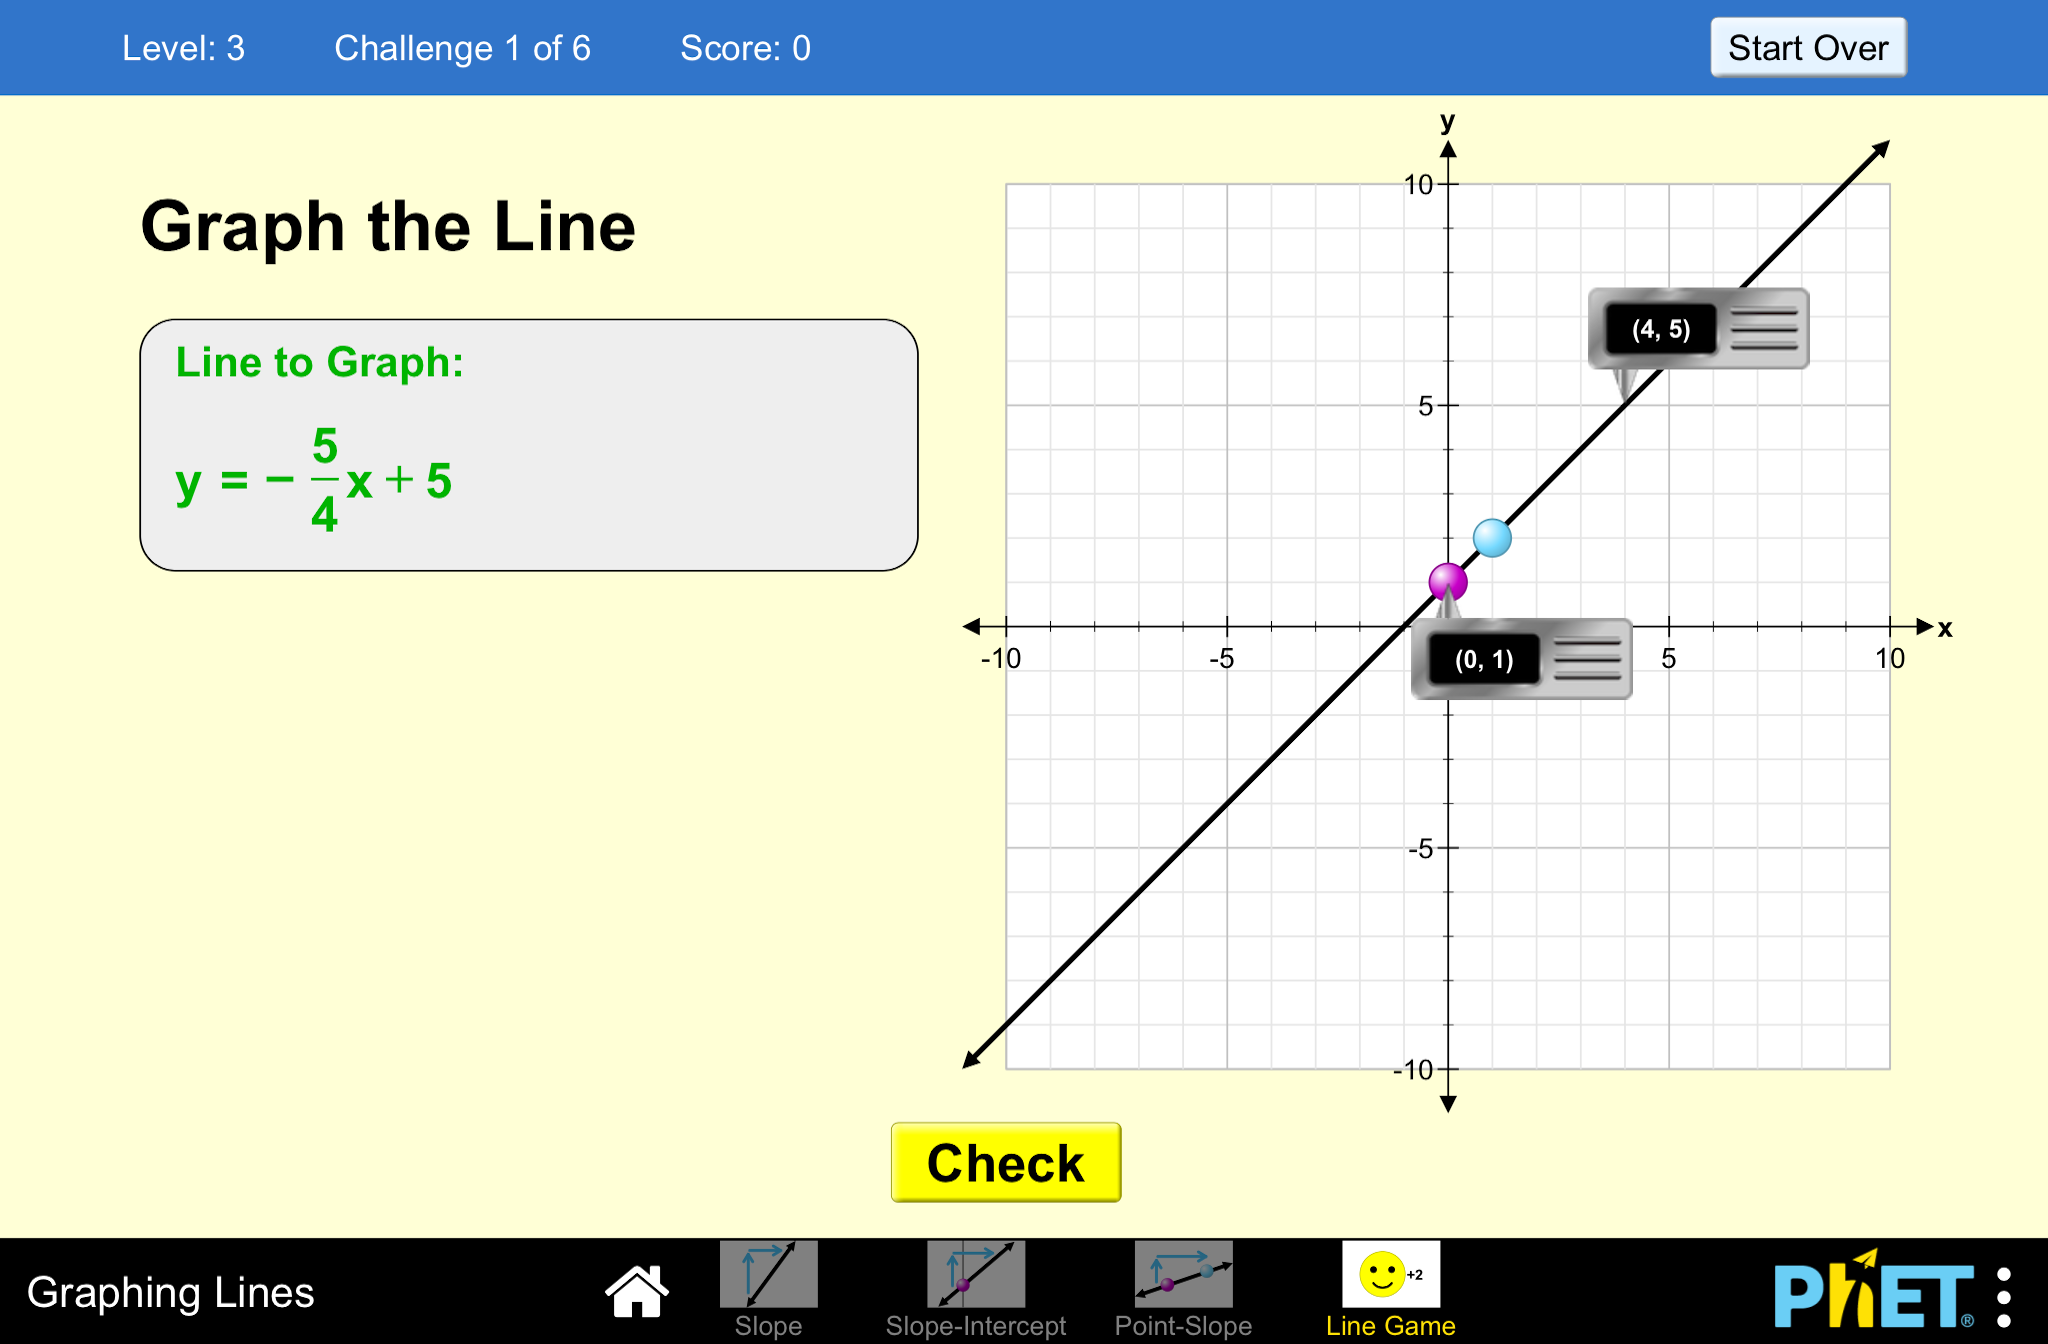 Level: 3 Challenge 1 of 6 Score: 0 Start Over
Graph the Line
Line to Graph:
y = − 5/4 x + 5
y
10
5
-5
-10
-10 -5 5 10 x
(4, 5)
(0, 1)
Check
Graphing Lines
Slope Slope-Intercept Point-Slope Line Game
+2
PhET®